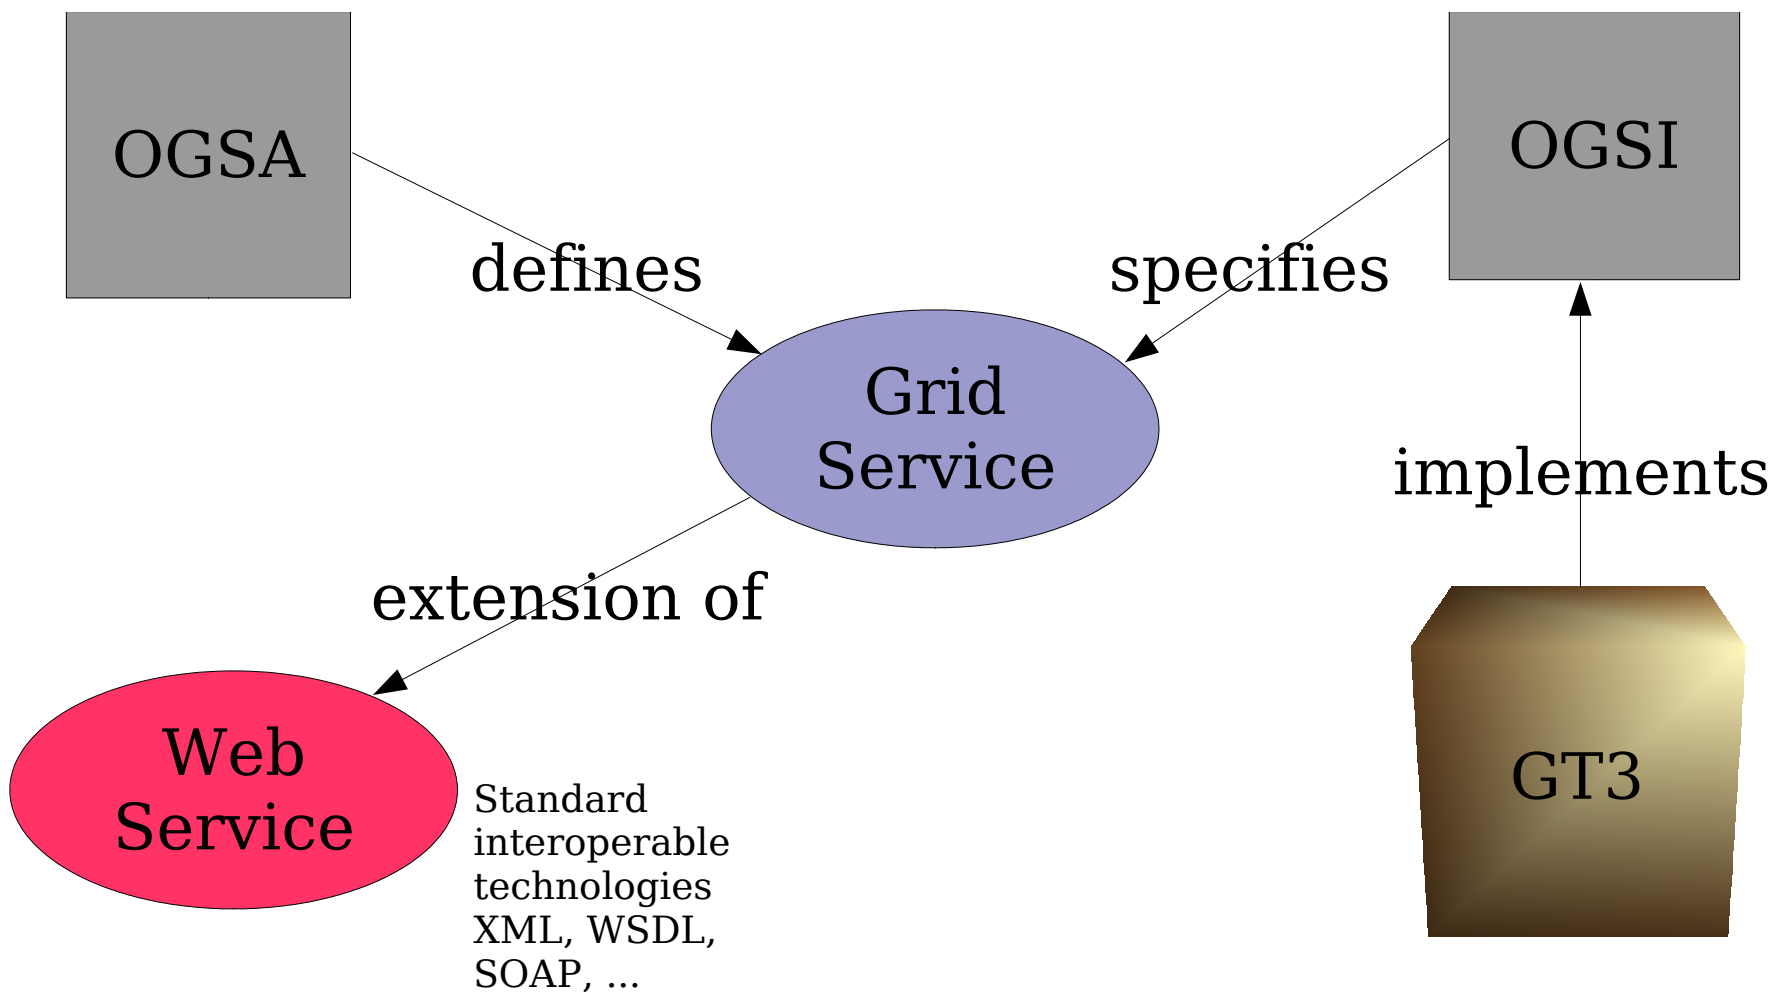 OGSA
OGSI
defines
specifies
Grid
Service
implements
extension of
Web
Service
GT3
Standard
interoperable
technologies
XML, WSDL,
SOAP, ...